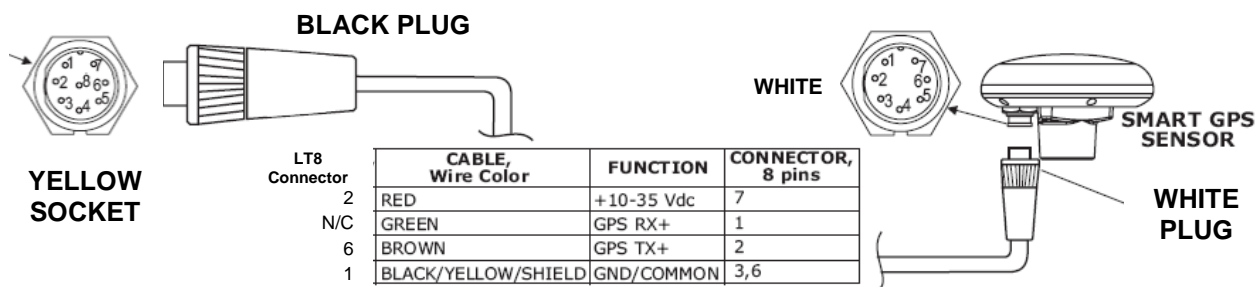 BLACK PLUG
1 7
2 8 6
3 4 5
YELLOW
SOCKET
WHITE
1 7
2 6
3 4 5
SMART GPS
SENSOR
WHITE
PLUG
LT8
Connector
CABLE,
Wire Color
FUNCTION
CONNECTOR,
8 pins
2 RED +10-35 Vdc 7
N/C GREEN GPS RX+ 1
6 BROWN GPS TX+ 2
1 BLACK/YELLOW/SHIELD GND/COMMON 3,6